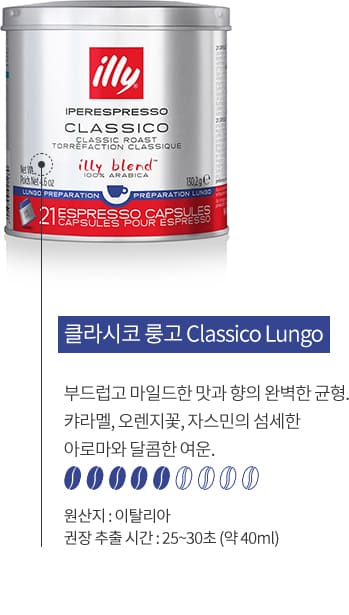 illy
IPERESPRESSO
CLASSICO
CLASSIC ROAST
TORRÉFACTION CLASSIQUE
illy blend™
100% ARABICA
Net Wt.
Poids Net 4.6 oz
130,2 g e
LUNGO PREPARATION
PRÉPARATION LUNGO
21 ESPRESSO CAPSULES
CAPSULES POUR ESPRESSO
클라시코 룽고 Classico Lungo
부드럽고 마일드한 맛과 향의 완벽한 균형.
캬라멜, 오렌지꽃, 자스민의 섬세한
아로마와 달콤한 여운.
원산지 : 이탈리아
권장 추출 시간 : 25~30초 (약 40ml)